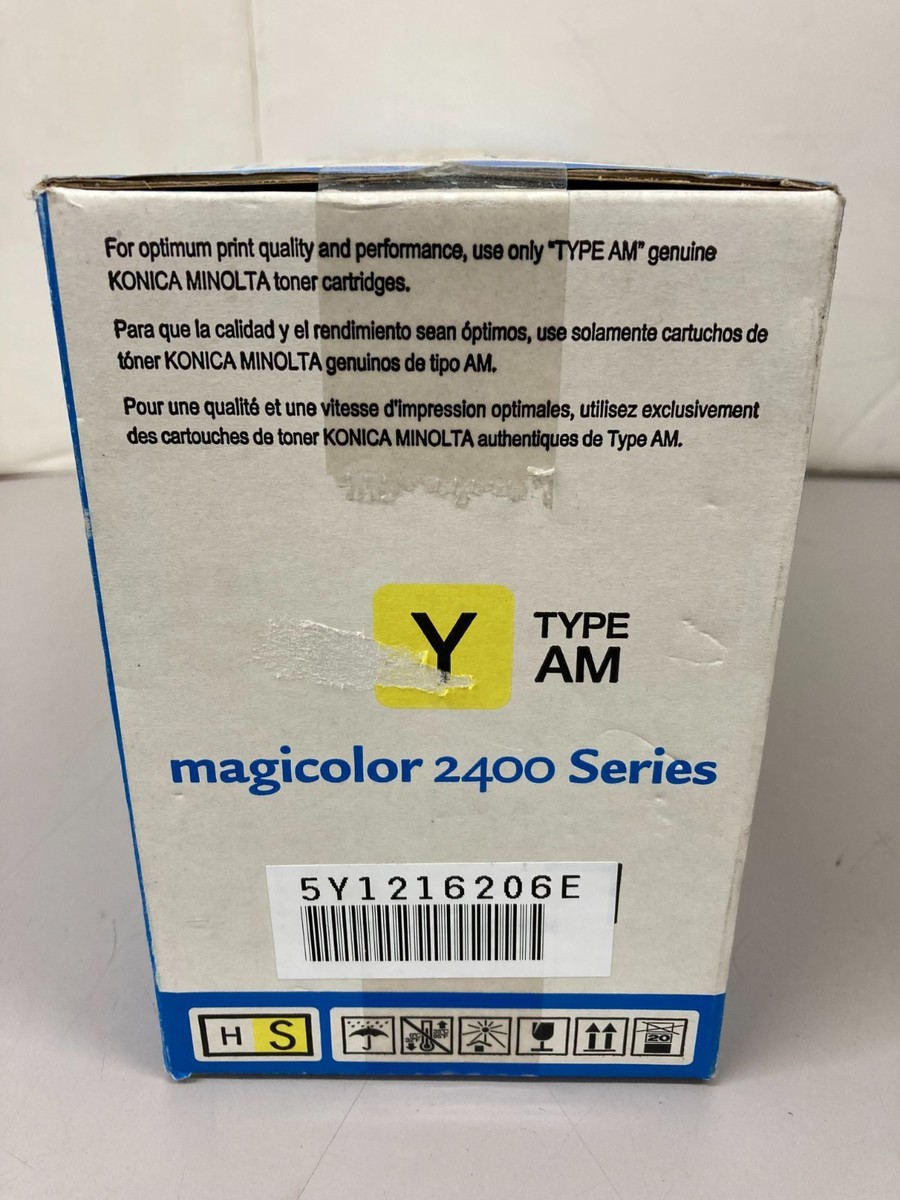 For optimum print quality and performance, use only "TYPE AM" genuine
KONICA MINOLTA toner cartridges.
Para que la calidad y el rendimiento sean óptimos, use solamente cartuchos de
tóner KONICA MINOLTA genuinos de tipo AM.
Pour une qualité et une vitesse d'impression optimales, utilisez exclusivement
des cartouches de toner KONICA MINOLTA authentiques de Type AM.
Y
TYPE
AM
magicolor 2400 Series
5Y1216206E
H S
20